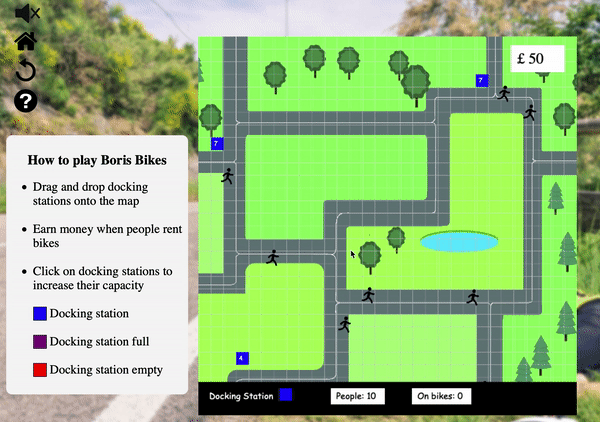 ?
£ 50
7
7
How to play Boris Bikes
Drag and drop docking
stations onto the map
Earn money when people rent
bikes
Click on docking stations to
increase their capacity
Docking station
Docking station full
Docking station empty
4
Docking Station
People: 10
On bikes: 0